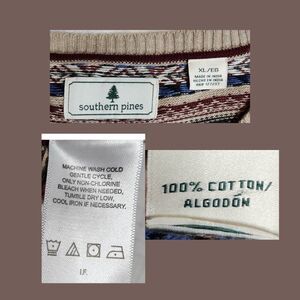 southern pines
XL/EG
MADE IN INDIA
HECHO EN INDIA
MACHINE WASH COLD
GENTLE CYCLE,
ONLY NON-CHLORINE
BLEACH WHEN NEEDED,
TUMBLE DRY LOW,
COOL IRON IF NECESSARY.
I.F.
100% COTTON/
ALGODÓN